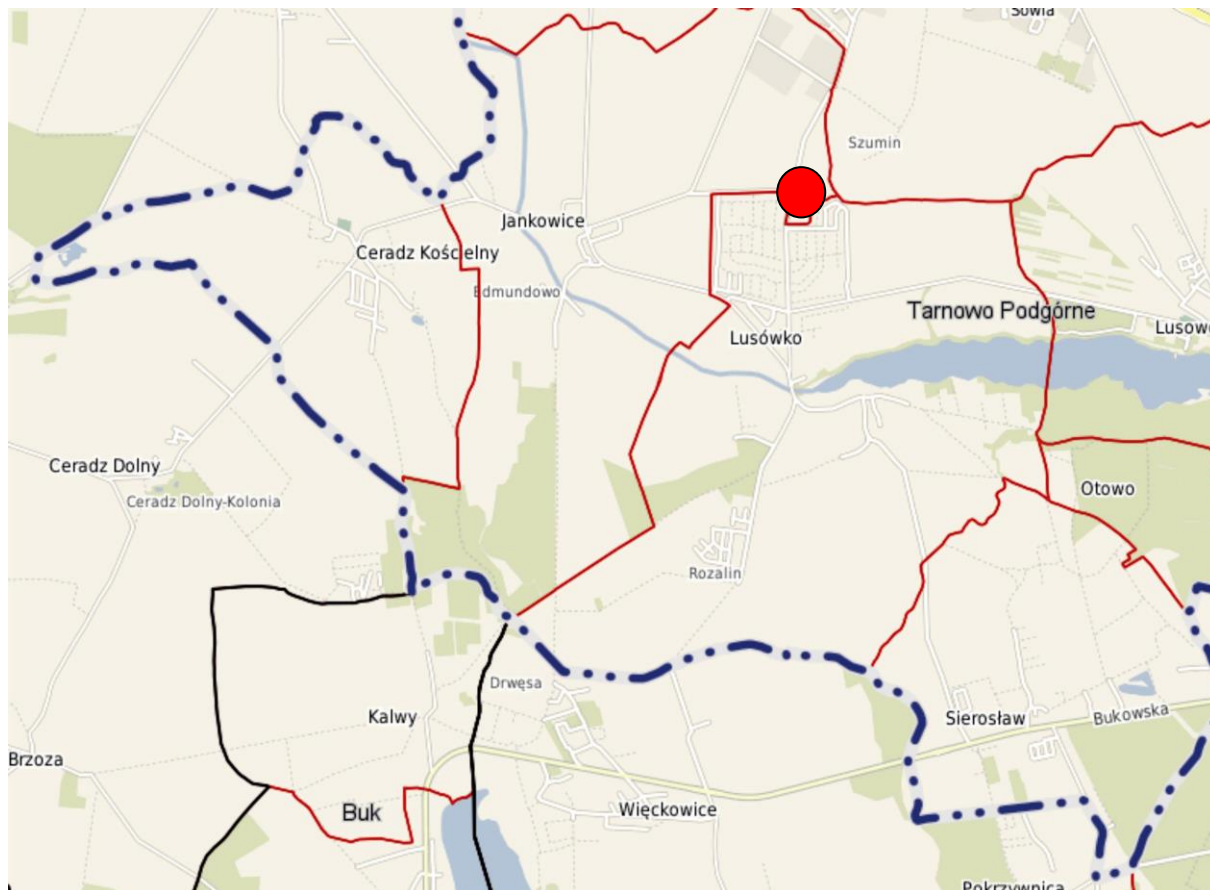 Sowia
Szumin
Jankowice
Ceradz Kościelny
Edmundowo
Tarnowo Podgórne
Lusówko
Lusowo
Ceradz Dolny
Ceradz Dolny-Kolonia
Otowo
Rozalin
Drwęsa
Kalwy
Sierosław
Bukowska
Brzoza
Buk
Więckowice
Pokrzywnica